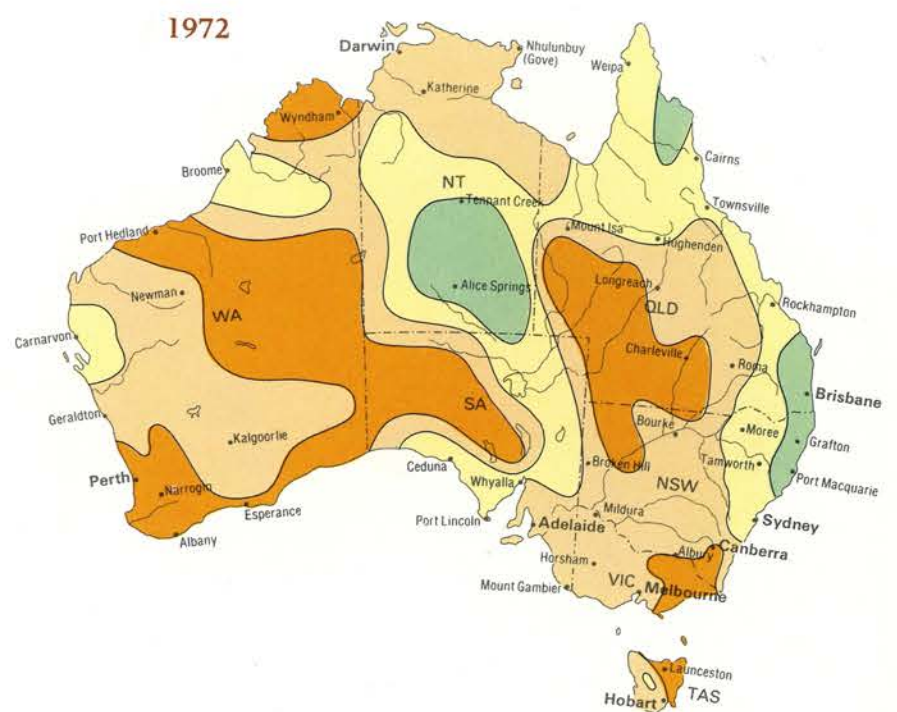 1972
Darwin
Nhulunbuy
(Gove)
Weipa
Katherine
Wyndham
Cairns
Broome
NT
Tennant Creek
Townsville
Port Hedland
Mount Isa
Hughenden
Longreach
Alice Springs
Newman
QLD
Rockhampton
WA
Carnarvon
Charleville
Roma
Brisbane
SA
Geraldton
Bourke
Moree
Kalgoorlie
Grafton
Ceduna
Broken Hill
Tamworth
Perth
Whyalla
NSW
Port Macquarie
Narrogin
Esperance
Port Lincoln
Mildura
Sydney
Adelaide
Albany
Albury
Canberra
Horsham
VIC
Mount Gambier
Melbourne
Launceston
TAS
Hobart